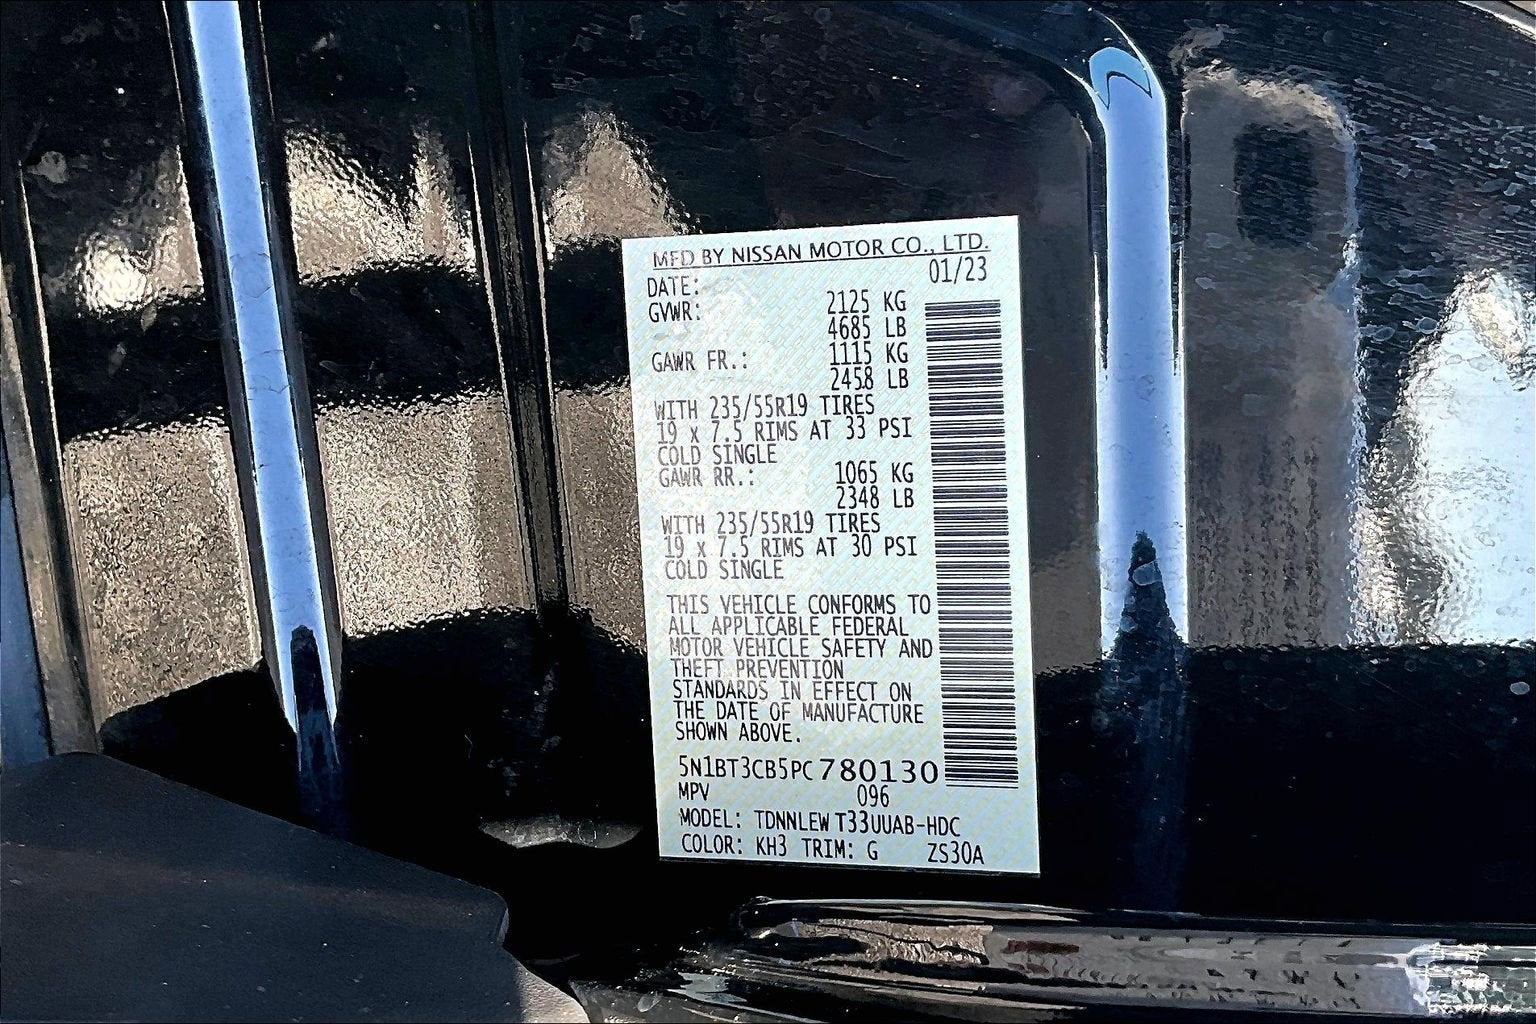 MFD BY NISSAN MOTOR CO., LTD.
DATE: 01/23
GVWR: 2125 KG
4685 LB
GAWR FR.: 1115 KG
2458 LB
WITH 235/55R19 TIRES
19 x 7.5 RIMS AT 33 PSI
COLD SINGLE
GAWR RR.: 1065 KG
2348 LB
WITH 235/55R19 TIRES
19 x 7.5 RIMS AT 30 PSI
COLD SINGLE
THIS VEHICLE CONFORMS TO
ALL APPLICABLE FEDERAL
MOTOR VEHICLE SAFETY AND
THEFT PREVENTION
STANDARDS IN EFFECT ON
THE DATE OF MANUFACTURE
SHOWN ABOVE.
5N1BT3CB5PC780130
MPV 096
MODEL: TDNNLEW T33UUAB-HDC
COLOR: KH3 TRIM: G ZS30A